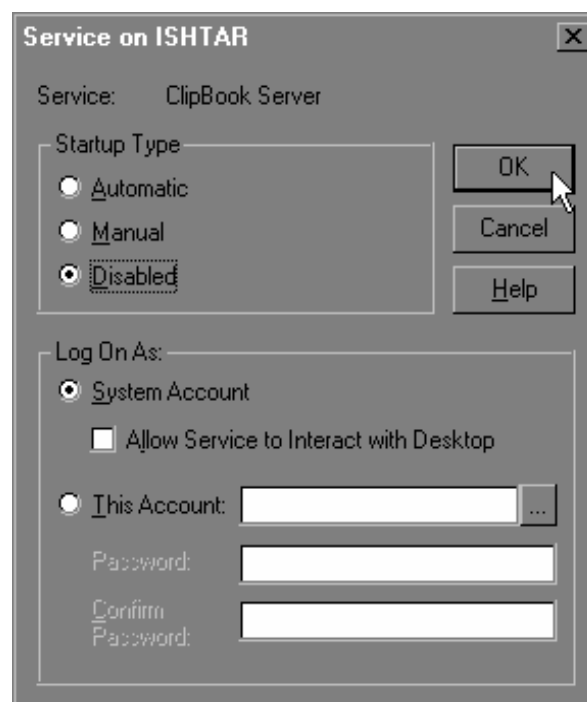 Service on ISHTAR
Service: ClipBook Server
Startup Type
Automatic
Manual
Disabled
OK
Cancel
Help
Log On As:
System Account
Allow Service to Interact with Desktop
This Account:
...
Password:
Confirm
Password: